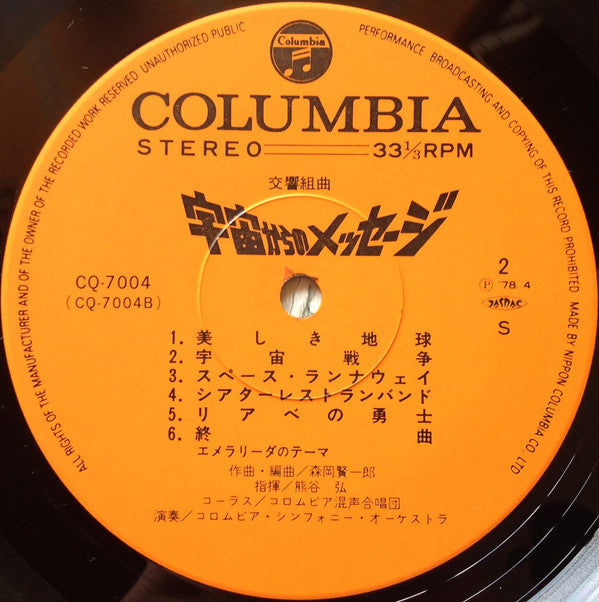 ALL RIGHTS OF THE MANUFACTURER AND OF THE OWNER OF THE RECORDED WORK RESERVED UNAUTHORIZED PUBLIC PERFORMANCE BROADCASTING AND COPYING OF THIS RECORD PROHIBITED MADE BY NIPPON COLUMBIA CO. LTD
Columbia
COLUMBIA
STEREO 33 1/3 RPM
交響組曲
宇宙からのメッセージ
CQ-7004
(CQ-7004B)
2
Ⓟ '78.4
JASRAC
S
1. 美しき地球
2. 宇宙戦争
3. スペース・ランナウェイ
4. シアターレストランバンド
5. リアベの勇士
6. 終曲
エメラリーダのテーマ
作曲・編曲/森岡賢一郎
指揮/熊谷 弘
コーラス/コロムビア混声合唱団
演奏/コロムビア・シンフォニー・オーケストラ